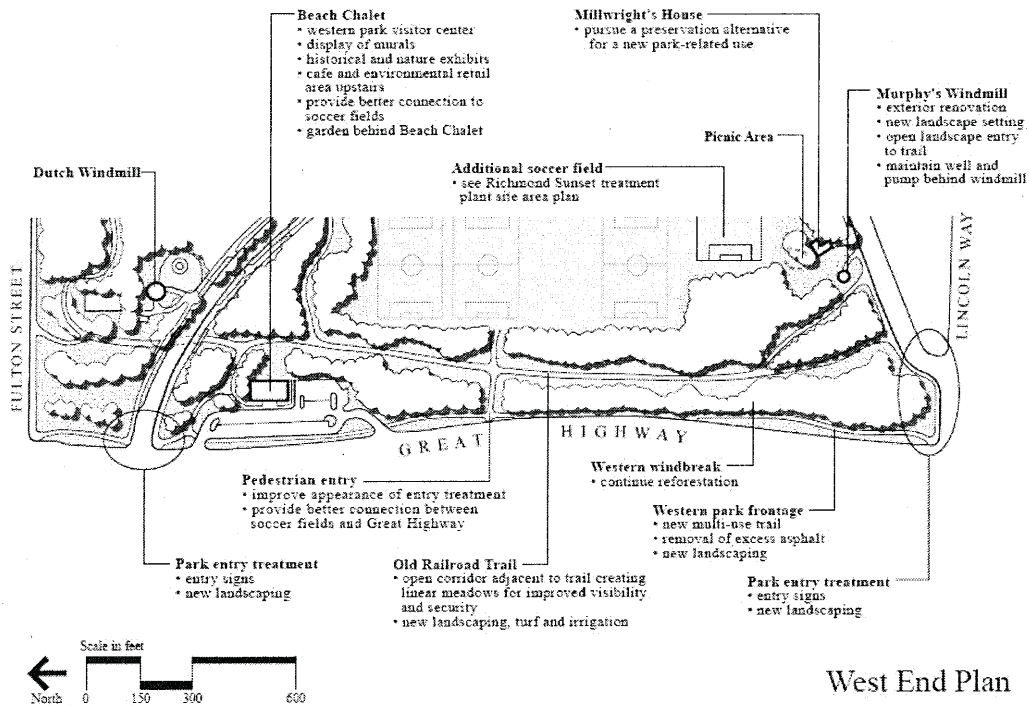 Beach Chalet
• western park visitor center
• display of murals
• historical and nature exhibits
• cafe and environmental retail
area upstairs
• provide better connection to
soccer fields
• garden behind Beach Chalet
Millwright's House
• pursue a preservation alternative
for a new park-related use
Murphy's Windmill
• exterior renovation
• new landscape setting
• open landscape entry
to trail
• maintain well and
pump behind windmill
Picnic Area
Additional soccer field
• see Richmond Sunset treatment
plant site area plan
Dutch Windmill
FULTON STREET
LINCOLN WAY
GREAT HIGHWAY
Pedestrian entry
• improve appearance of entry treatment
• provide better connection between
soccer fields and Great Highway
Western windbreak
• continue reforestation
Western park frontage
• new multi-use trail
• removal of excess asphalt
• new landscaping
Park entry treatment
• entry signs
• new landscaping
Old Railroad Trail
• open corridor adjacent to trail creating
linear meadows for improved visibility
and security
• new landscaping, turf and irrigation
Park entry treatment
• entry signs
• new landscaping
Scale in feet
North 0 150 300 600
West End Plan